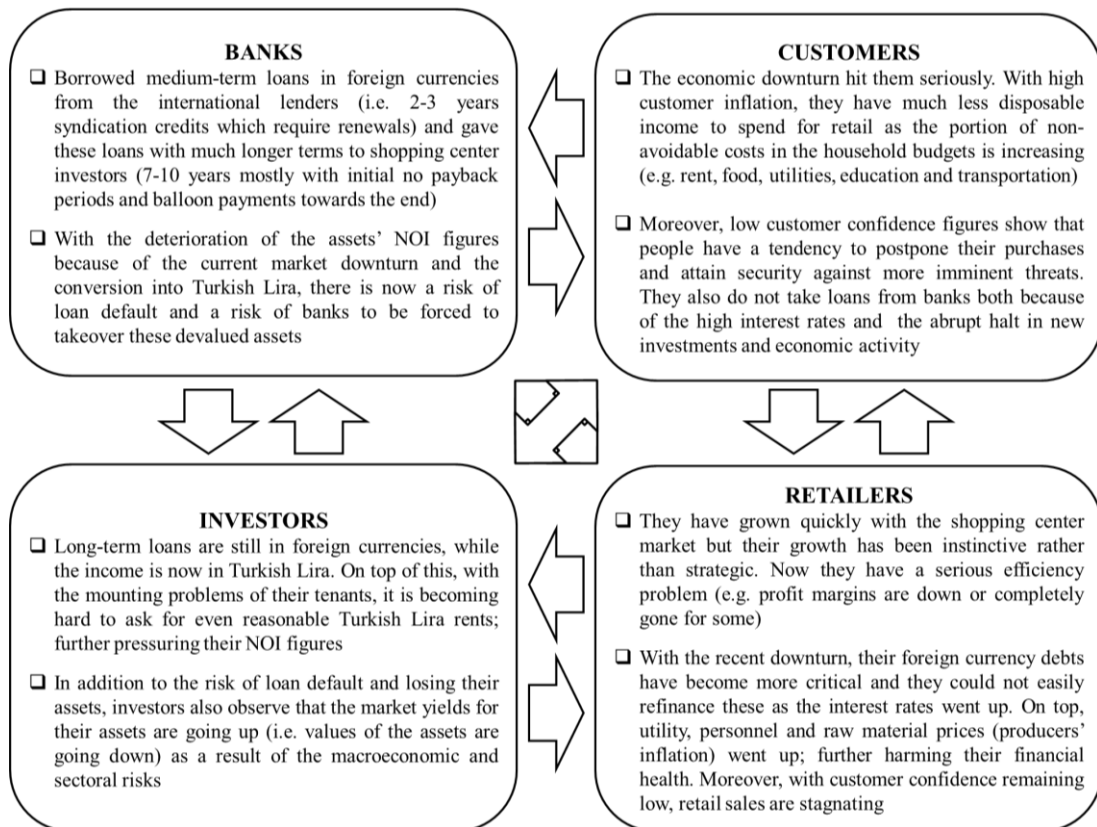 BANKS
❑ Borrowed medium-term loans in foreign currencies
from the international lenders (i.e. 2-3 years
syndication credits which require renewals) and gave
these loans with much longer terms to shopping center
investors (7-10 years mostly with initial no payback
periods and balloon payments towards the end)
❑ With the deterioration of the assets’ NOI figures
because of the current market downturn and the
conversion into Turkish Lira, there is now a risk of
loan default and a risk of banks to be forced to
takeover these devalued assets
CUSTOMERS
❑ The economic downturn hit them seriously. With high
customer inflation, they have much less disposable
income to spend for retail as the portion of non-
avoidable costs in the household budgets is increasing
(e.g. rent, food, utilities, education and transportation)
❑ Moreover, low customer confidence figures show that
people have a tendency to postpone their purchases
and attain security against more imminent threats.
They also do not take loans from banks both because
of the high interest rates and the abrupt halt in new
investments and economic activity
INVESTORS
❑ Long-term loans are still in foreign currencies, while
the income is now in Turkish Lira. On top of this, with
the mounting problems of their tenants, it is becoming
hard to ask for even reasonable Turkish Lira rents;
further pressuring their NOI figures
❑ In addition to the risk of loan default and losing their
assets, investors also observe that the market yields for
their assets are going up (i.e. values of the assets are
going down) as a result of the macroeconomic and
sectoral risks
RETAILERS
❑ They have grown quickly with the shopping center
market but their growth has been instinctive rather
than strategic. Now they have a serious efficiency
problem (e.g. profit margins are down or completely
gone for some)
❑ With the recent downturn, their foreign currency debts
have become more critical and they could not easily
refinance these as the interest rates went up. On top,
utility, personnel and raw material prices (producers’
inflation) went up; further harming their financial
health. Moreover, with customer confidence remaining
low, retail sales are stagnating